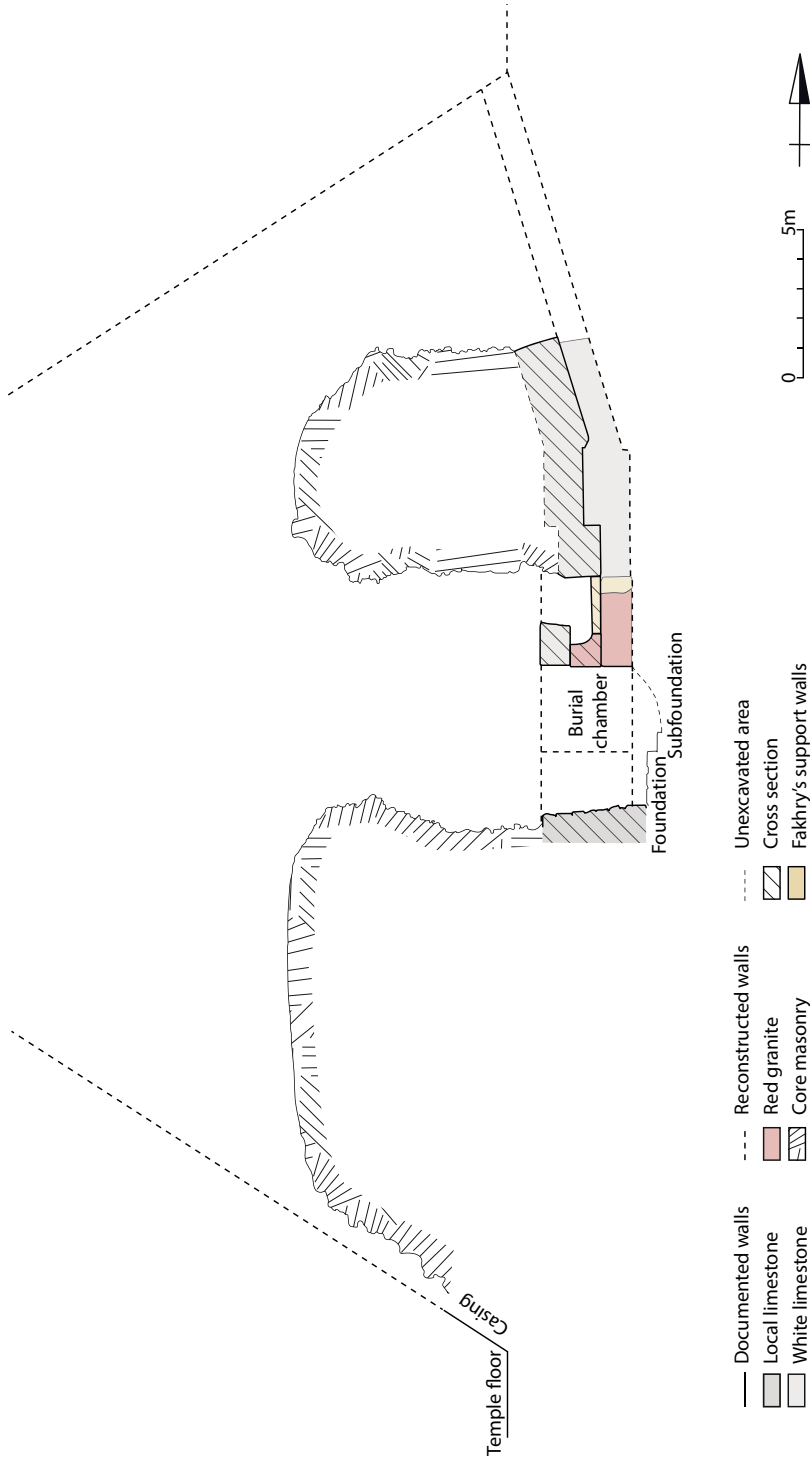 Temple floor
Casing
Burial
chamber
Foundation
Subfoundation
0
5m
Documented walls
Local limestone
White limestone
Reconstructed walls
Red granite
Core masonry
Unexcavated area
Cross section
Fakhry's support walls